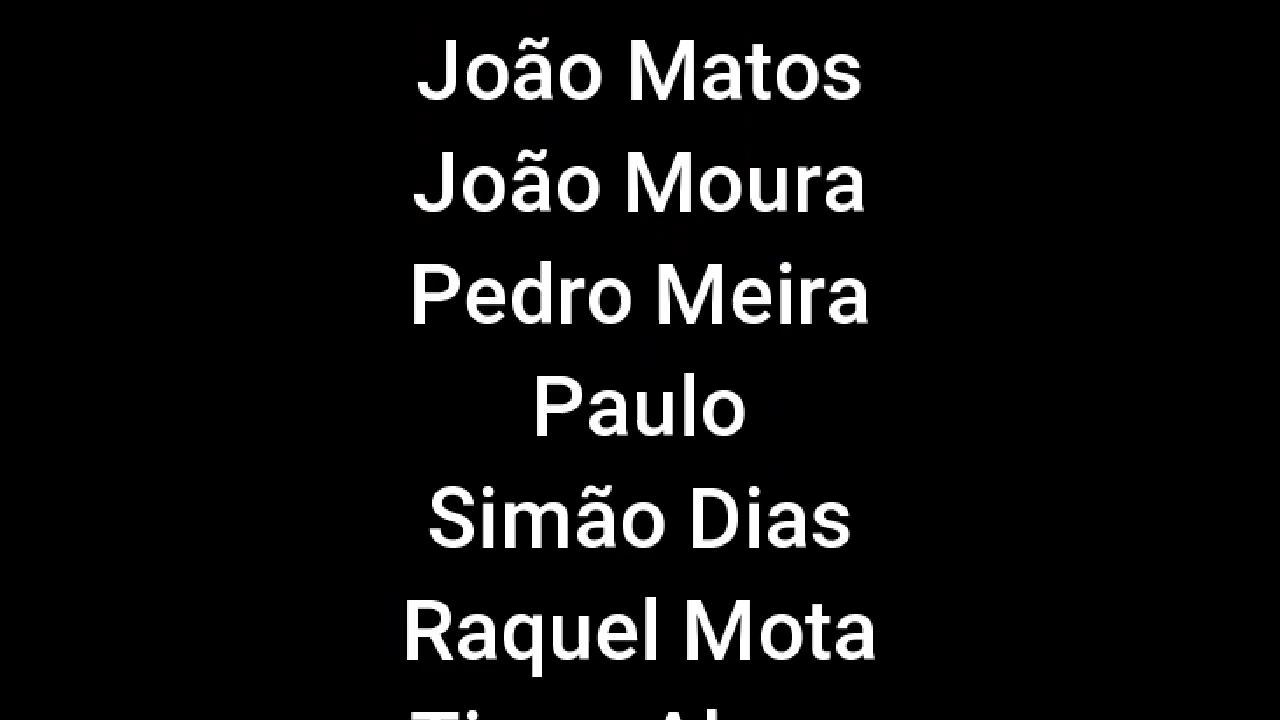 João Matos
João Moura
Pedro Meira
Paulo
Simão Dias
Raquel Mota